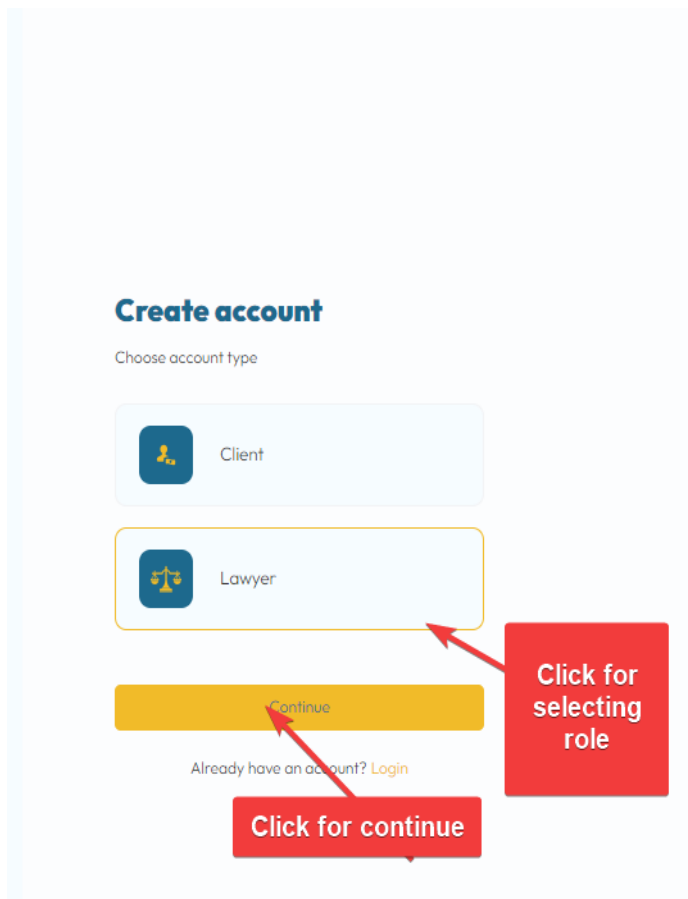 Create account
Choose account type
Client
Lawyer
Click for
selecting
role
Continue
Already have an account? Login
Click for continue